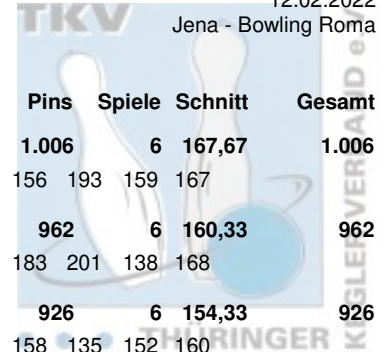 12.02.2022
TKV
Jena - Bowling Roma
Pins Spiele Schnitt Gesamt
1.006 6 167,67 1.006
156 193 159 167
962 6 160,33 962
183 201 138 168
926 6 154,33 926
158 135 152 160
THÜRINGER
KEGLERVERBAND e.V.